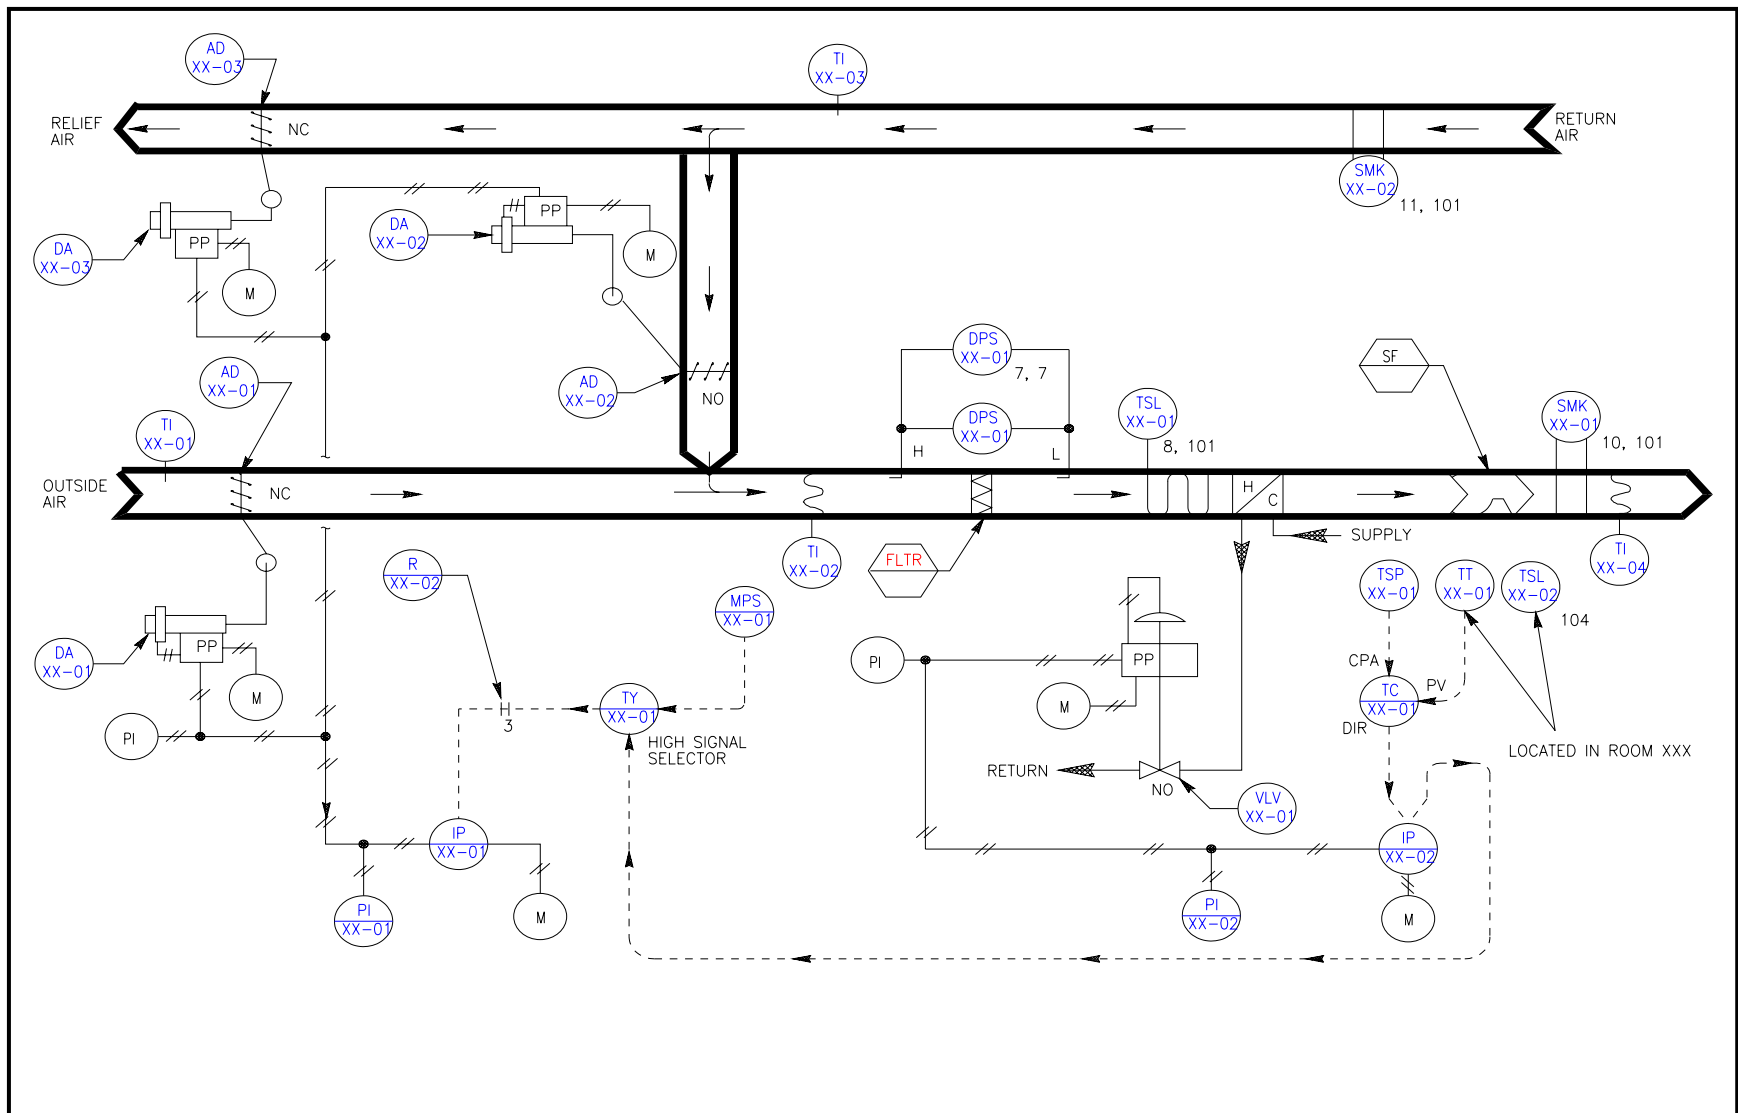 AD
XX-03
TI
XX-03
RELIEF
AIR
NC
RETURN
AIR
SMK
XX-02
11, 101
PP
DA
XX-03
M
DA
XX-02
PP
M
AD
XX-01
AD
XX-02
NO
DPS
XX-01
7, 7
DPS
XX-01
H
L
TSL
XX-01
8, 101
SF
SMK
XX-01
10, 101
TI
XX-01
OUTSIDE
AIR
NC
H
C
SUPPLY
TI
XX-02
FLTR
TI
XX-04
R
XX-02
MPS
XX-01
TSP
XX-01
TT
XX-01
TSL
XX-02
104
DA
XX-01
PP
M
PI
PI
PP
M
CPA
PV
TC
XX-01
DIR
TY
XX-01
3
HIGH SIGNAL
SELECTOR
LOCATED IN ROOM XXX
RETURN
NO
VLV
XX-01
IP
XX-01
IP
XX-02
PI
XX-01
M
PI
XX-02
M